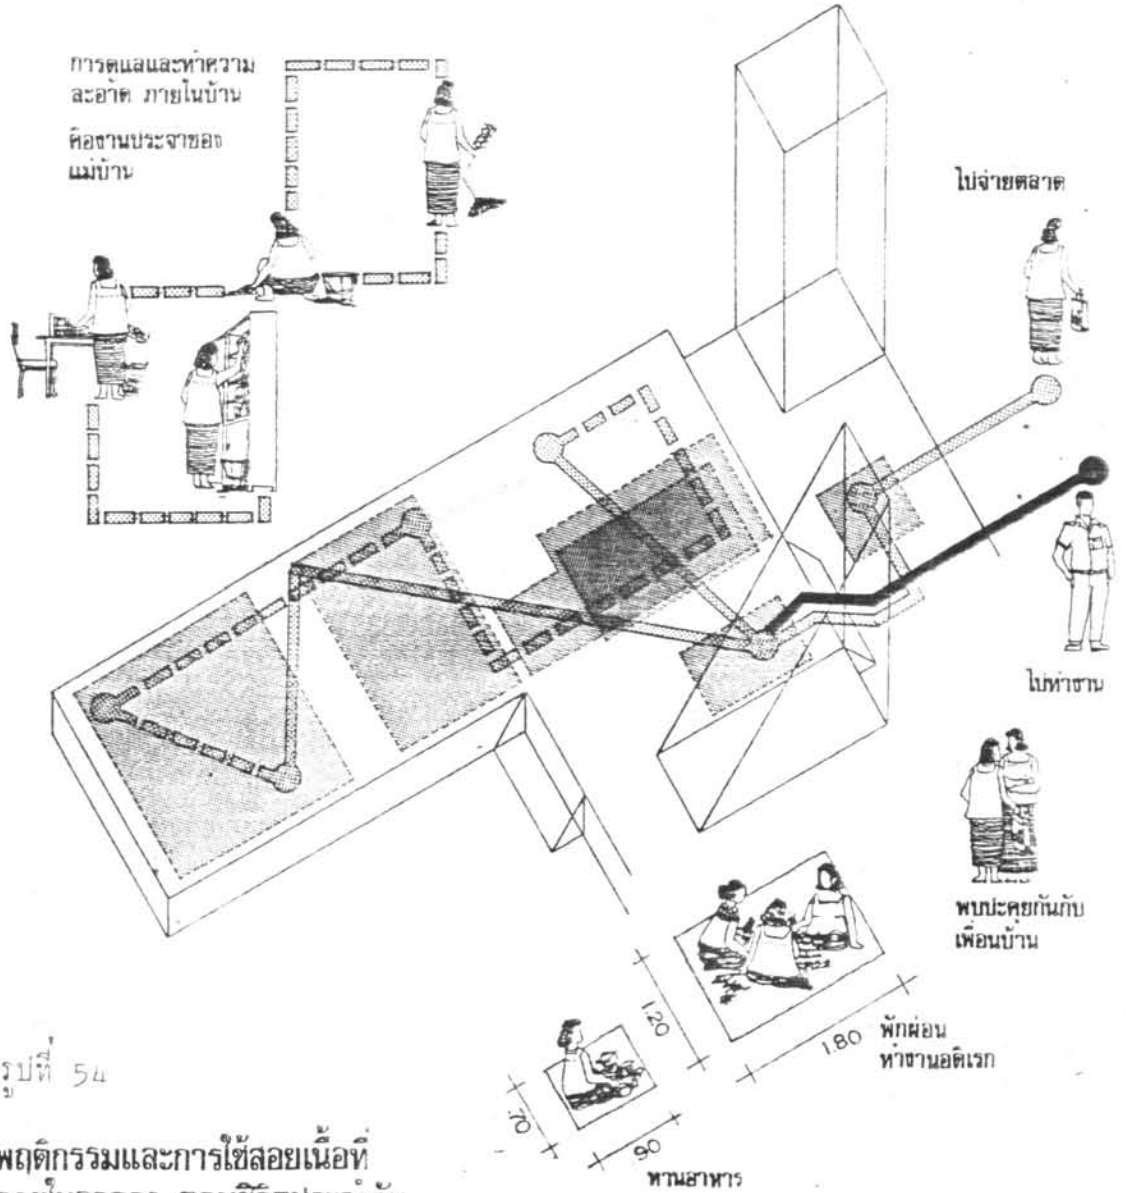 การดูแลและทำความ
สะอาด ภายในบ้าน
คืองานประจำของ
แม่บ้าน
ไปจ่ายตลาด
ไปทำงาน
พบปะคุยกันกับ
เพื่อนบ้าน
1.20
1.80
พักผ่อน
ทำงานอดิเรก
.70
.90
ทานอาหาร
รูปที่ 54
พฤติกรรมและการใช้สอยเนื้อที่